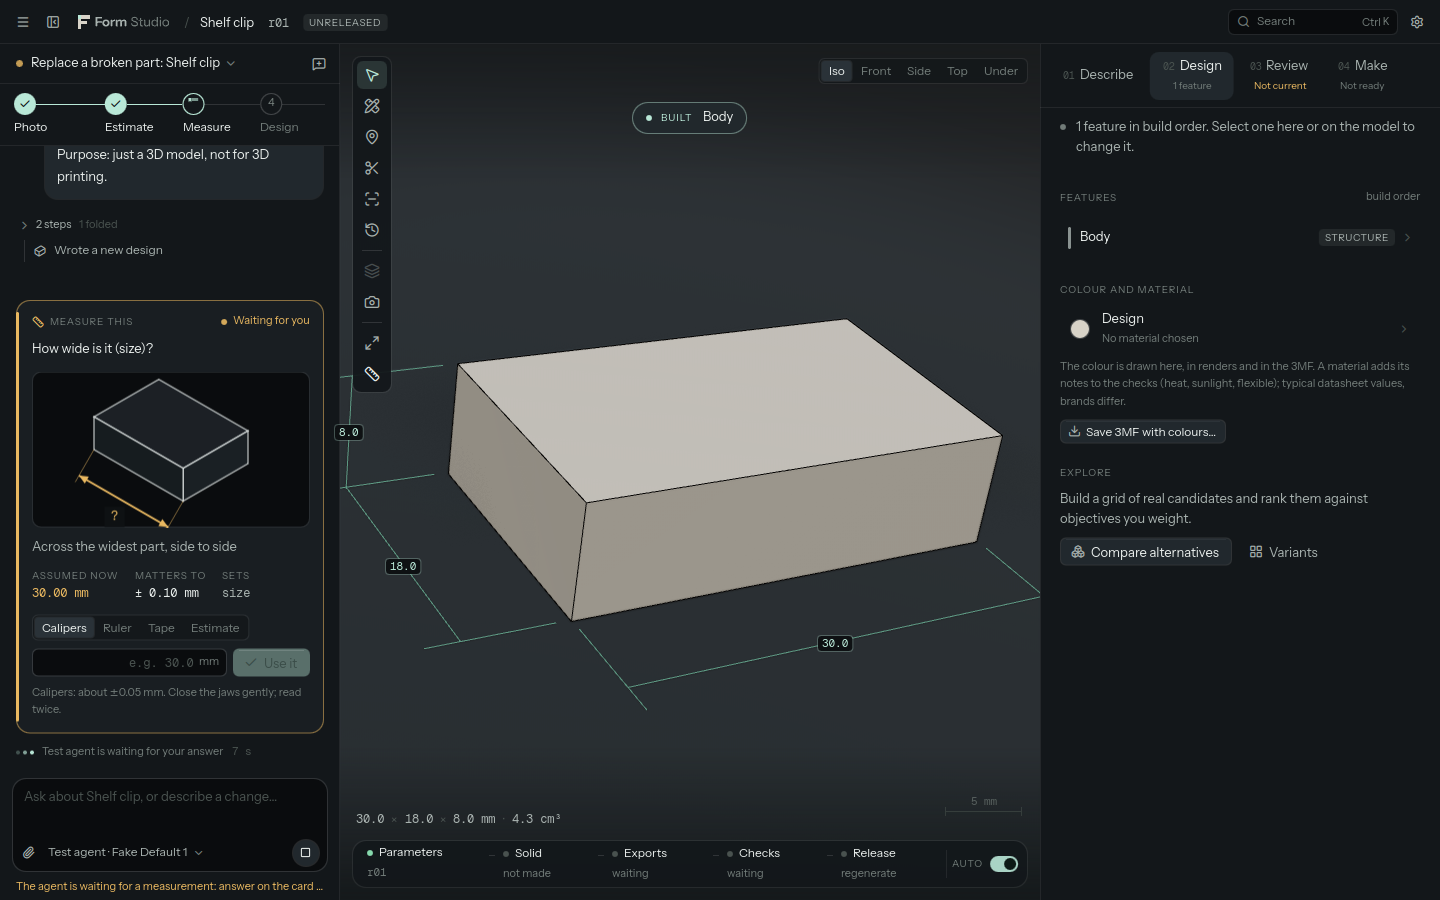 Form Studio / Shelf clip r01 UNRELEASED
Search Ctrl K
Replace a broken part: Shelf clip
Photo Estimate Measure 4 Design
Purpose: just a 3D model, not for 3D
printing.
2 steps 1 folded
Wrote a new design
MEASURE THIS Waiting for you
How wide is it (size)?
?
Across the widest part, side to side
ASSUMED NOW MATTERS TO SETS
30.00 mm ± 0.10 mm size
Calipers Ruler Tape Estimate
e.g. 30.0 mm Use it
Calipers: about ±0.05 mm. Close the jaws gently; read
twice.
Test agent is waiting for your answer 7 s
Ask about Shelf clip, or describe a change...
Test agent · Fake Default 1
The agent is waiting for a measurement: answer on the card ...
Iso Front Side Top Under
BUILT Body
8.0
18.0
30.0
5 mm
30.0 × 18.0 × 8.0 mm · 4.3 cm³
Parameters Solid Exports Checks Release
r01 not made waiting waiting regenerate
AUTO
01 Describe 02 Design 03 Review 04 Make
1 feature Not current Not ready
1 feature in build order. Select one here or on the model to
change it.
FEATURES build order
Body STRUCTURE
COLOUR AND MATERIAL
Design
No material chosen
The colour is drawn here, in renders and in the 3MF. A material adds its
notes to the checks (heat, sunlight, flexible); typical datasheet values,
brands differ.
Save 3MF with colours...
EXPLORE
Build a grid of real candidates and rank them against
objectives you weight.
Compare alternatives Variants